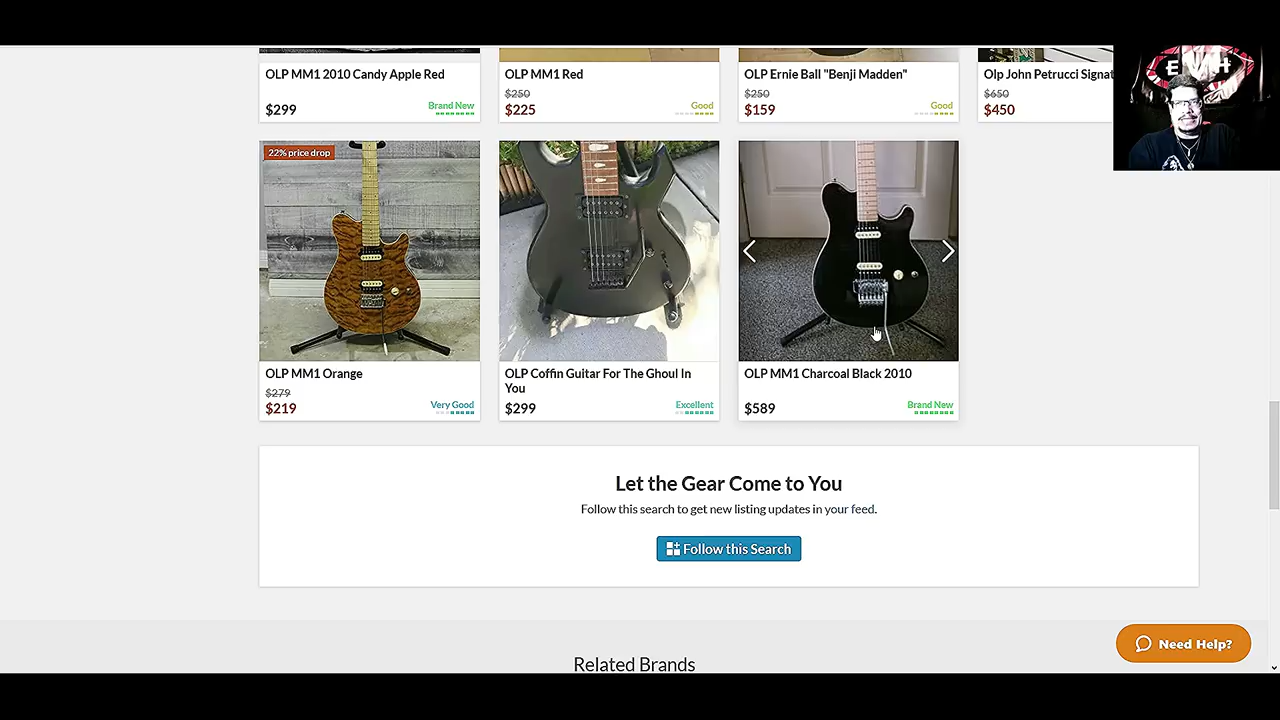 OLP MM1 2010 Candy Apple Red
$299
Brand New
OLP MM1 Red
$250
$225
Good
OLP Ernie Ball "Benji Madden"
$250
$159
Good
Olp John Petrucci Signat
$650
$450
EVH
22% price drop
OLP MM1 Orange
$279
$219
Very Good
OLP Coffin Guitar For The Ghoul In
You
$299
Excellent
OLP MM1 Charcoal Black 2010
$589
Brand New
Let the Gear Come to You
Follow this search to get new listing updates in your feed.
Follow this Search
Need Help?
Related Brands